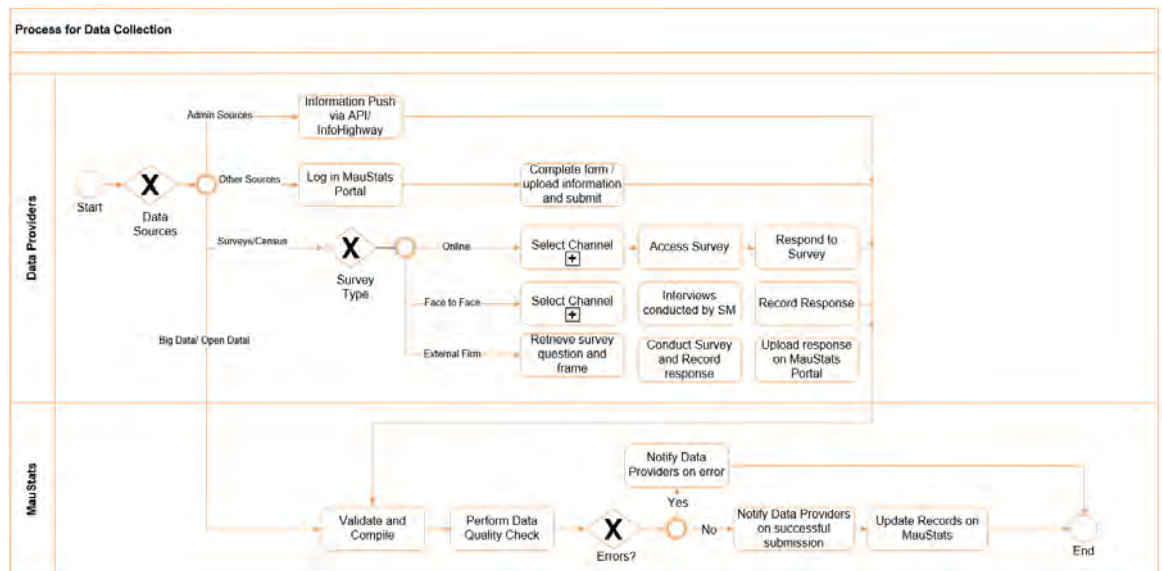 Process for Data Collection
Data Providers
Start
X
Data
Sources
Admin Sources
Information Push
via API/
InfoHighway
Other Sources
Log in MauStats
Portal
Complete form /
upload information
and submit
Surveys/Census
X
Survey
Type
Online
Select Channel
Access Survey
Respond to
Survey
Face to Face
Select Channel
Interviews
conducted by SM
Record Response
External Firm
Retrieve survey
question and
frame
Conduct Survey
and Record
response
Upload response
on MauStats
Portal
Big Data/ Open Datal
MauStats
Validate and
Compile
Perform Data
Quality Check
X
Errors?
Yes
Notify Data
Providers on error
No
Notify Data Providers
on successful
submission
Update Records on
MauStats
End